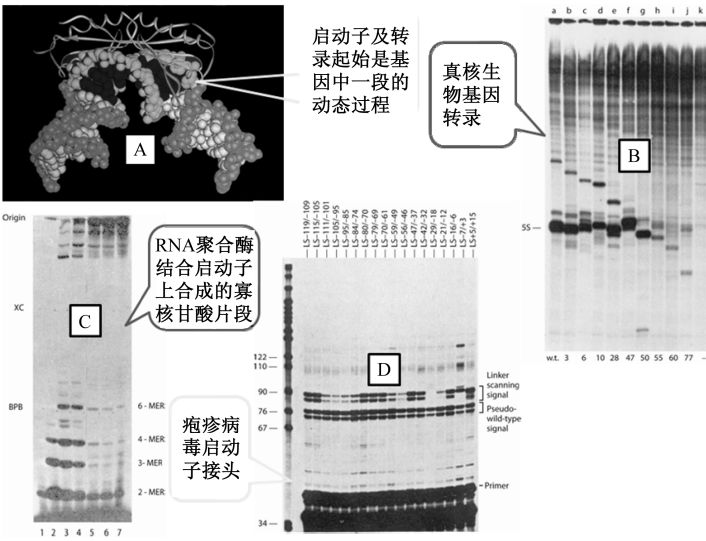 启动子及转
录起始是基
因中一段的
动态过程
A
真核生
物基因
转录
a b c d e f g h i j k
B
5S
w.t. 3 6 10 28 47 50 55 60 77 –
Origin
XC
BPB
C
6-MER
4-MER
3-MER
2-MER
1 2 3 4 5 6 7
RNA聚合酶
结合启动子
上合成的寡
核甘酸片段
LS-119/-109
LS-115/-105
LS-111/-101
LS-105/-95
LS-95/-85
LS-84/-74
LS-80/-70
LS-79/-69
LS-70/-61
LS-59/-49
LS-56/-46
LS-47/-37
LS-42/-32
LS-29/-18
LS-21/-12
LS-16/-6
LS-7/+3
LS+5/+15
D
122
110
90
76
67
34
Linker
scanning
signal
Pseudo-
wild-type
signal
Primer
疱疹病
毒启动
子接头